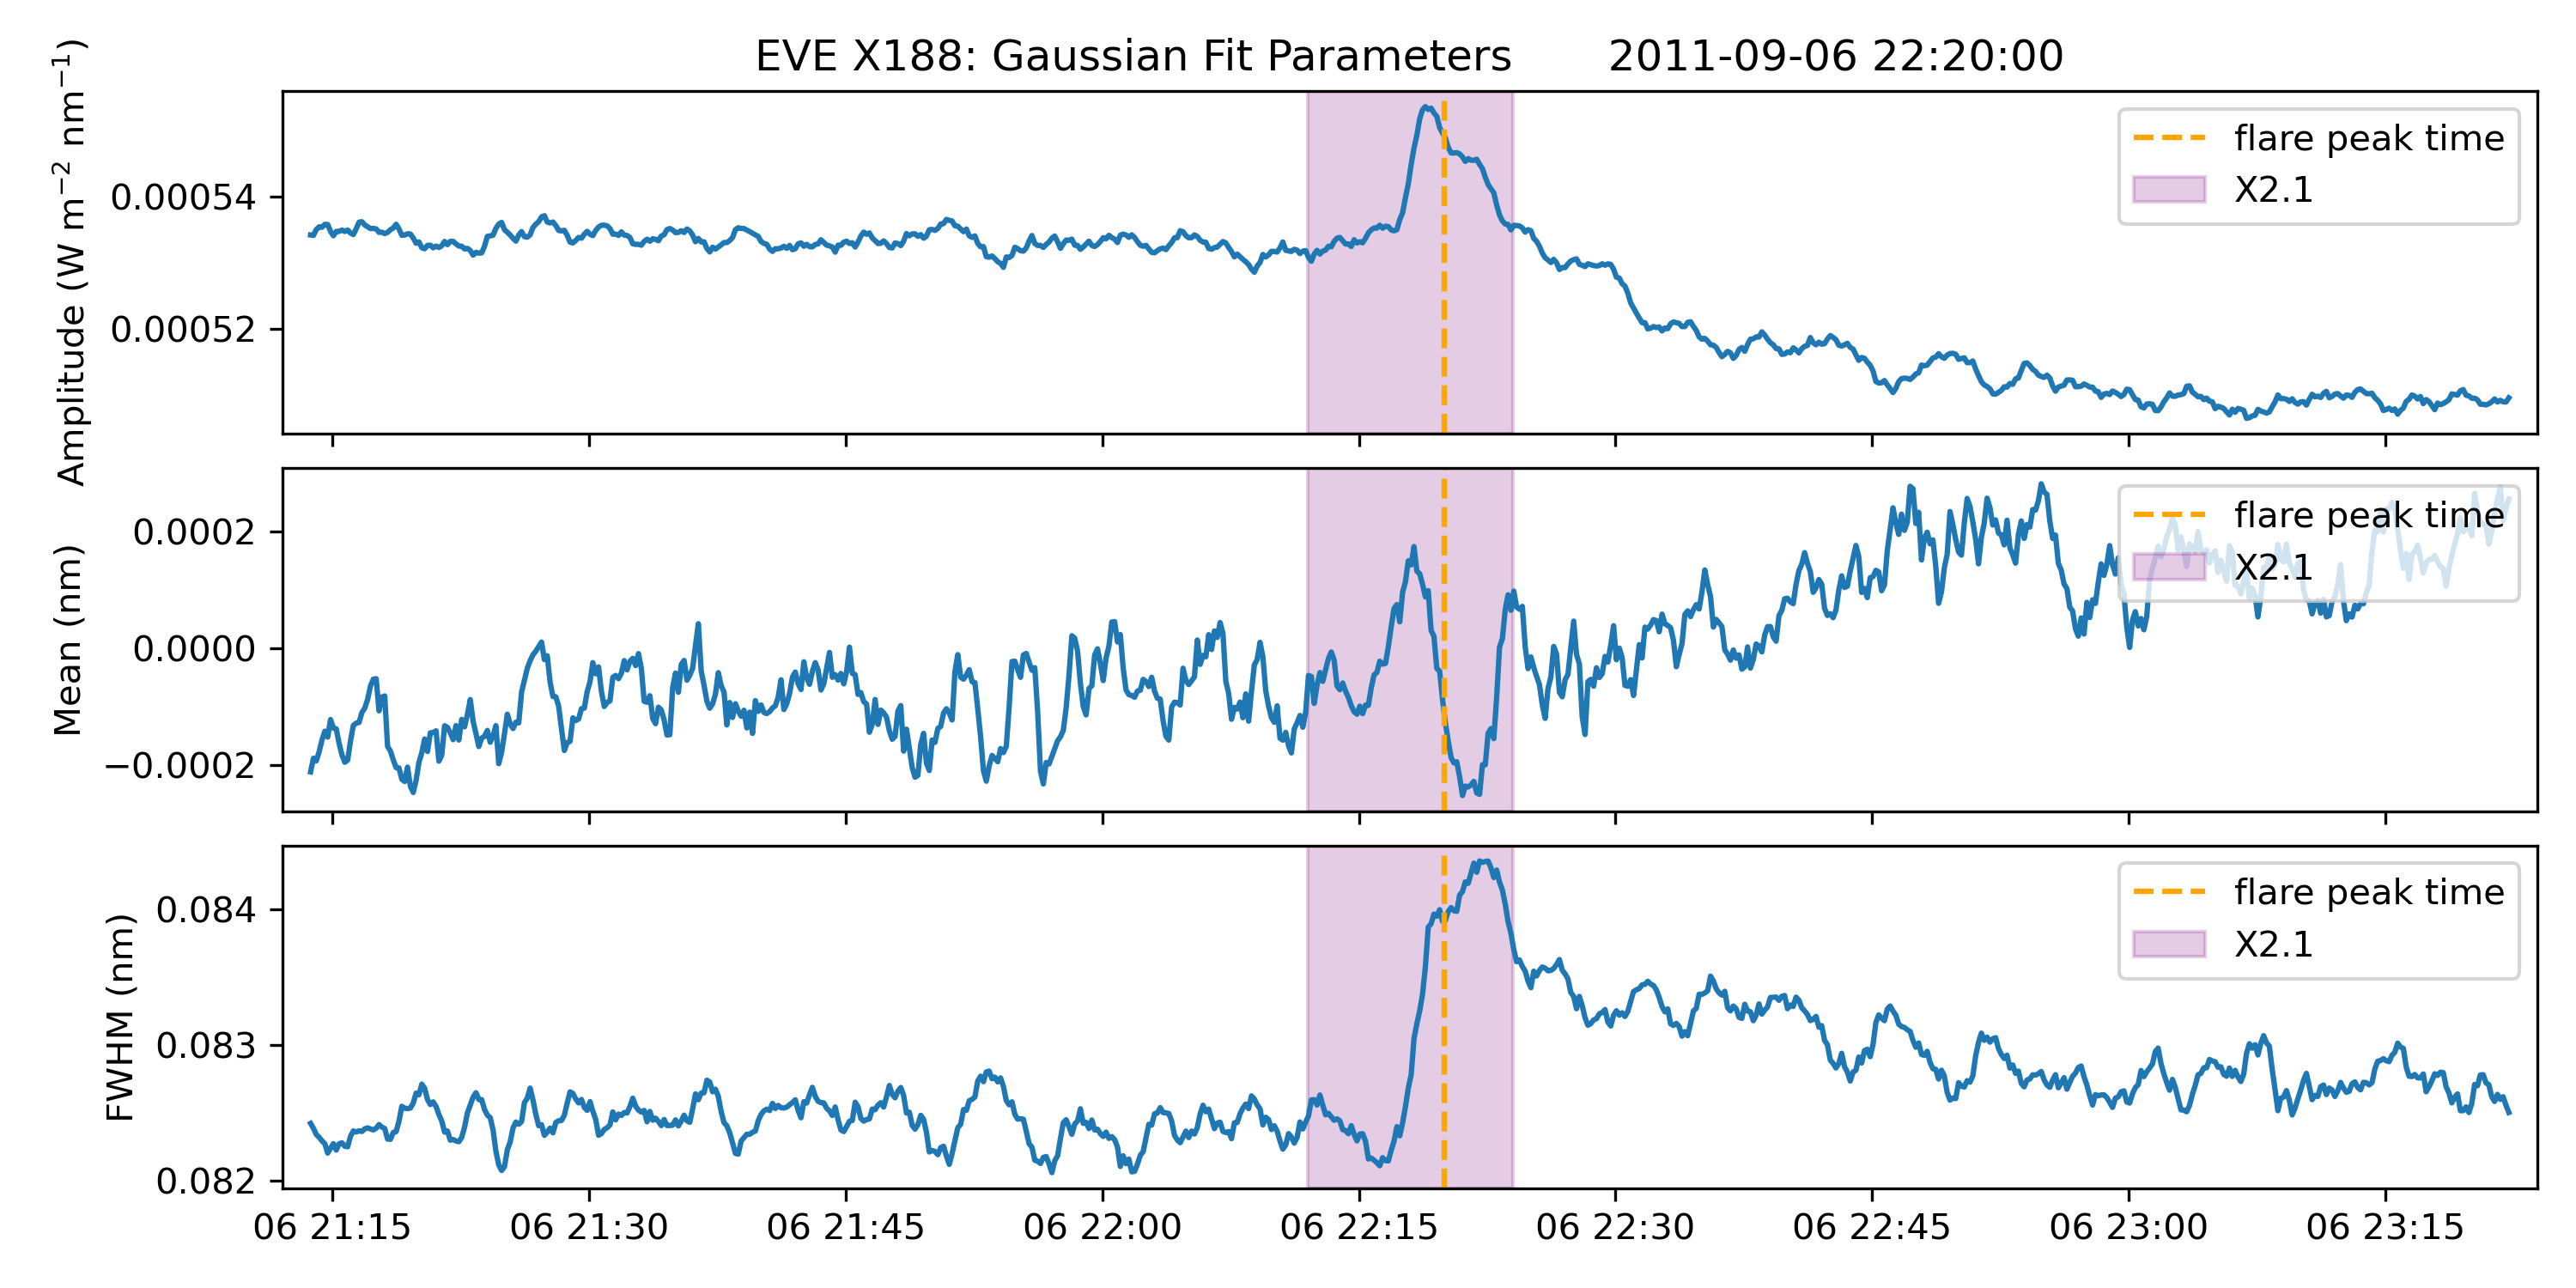 EVE X188: Gaussian Fit Parameters 2011-09-06 22:20:00
Amplitude (W m⁻² nm⁻¹)
0.00054
0.00052
flare peak time
X2.1
Mean (nm)
0.0002
0.0000
−0.0002
flare peak time
X2.1
FWHM (nm)
0.084
0.083
0.082
flare peak time
X2.1
06 21:15 06 21:30 06 21:45 06 22:00 06 22:15 06 22:30 06 22:45 06 23:00 06 23:15